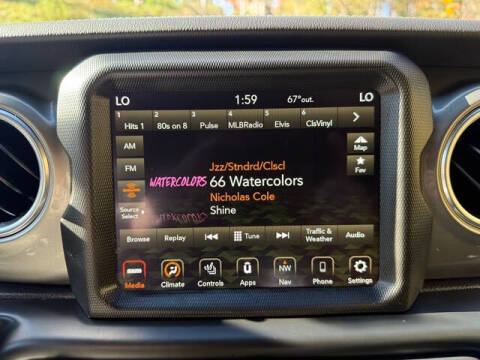 LO 1:59 67°out. LO
1 2 3 4 5 6
Hits 1 80s on 8 Pulse MLBRadio Elvis ClsVinyl
AM
FM
Source
Select
Map
Fav
WATERCOLORS
Jzz/Stndrd/Clscl
66 Watercolors
Nicholas Cole
Shine
Browse Replay Tune Traffic & Weather Audio
Media Climate Controls Apps NW Nav Phone Settings